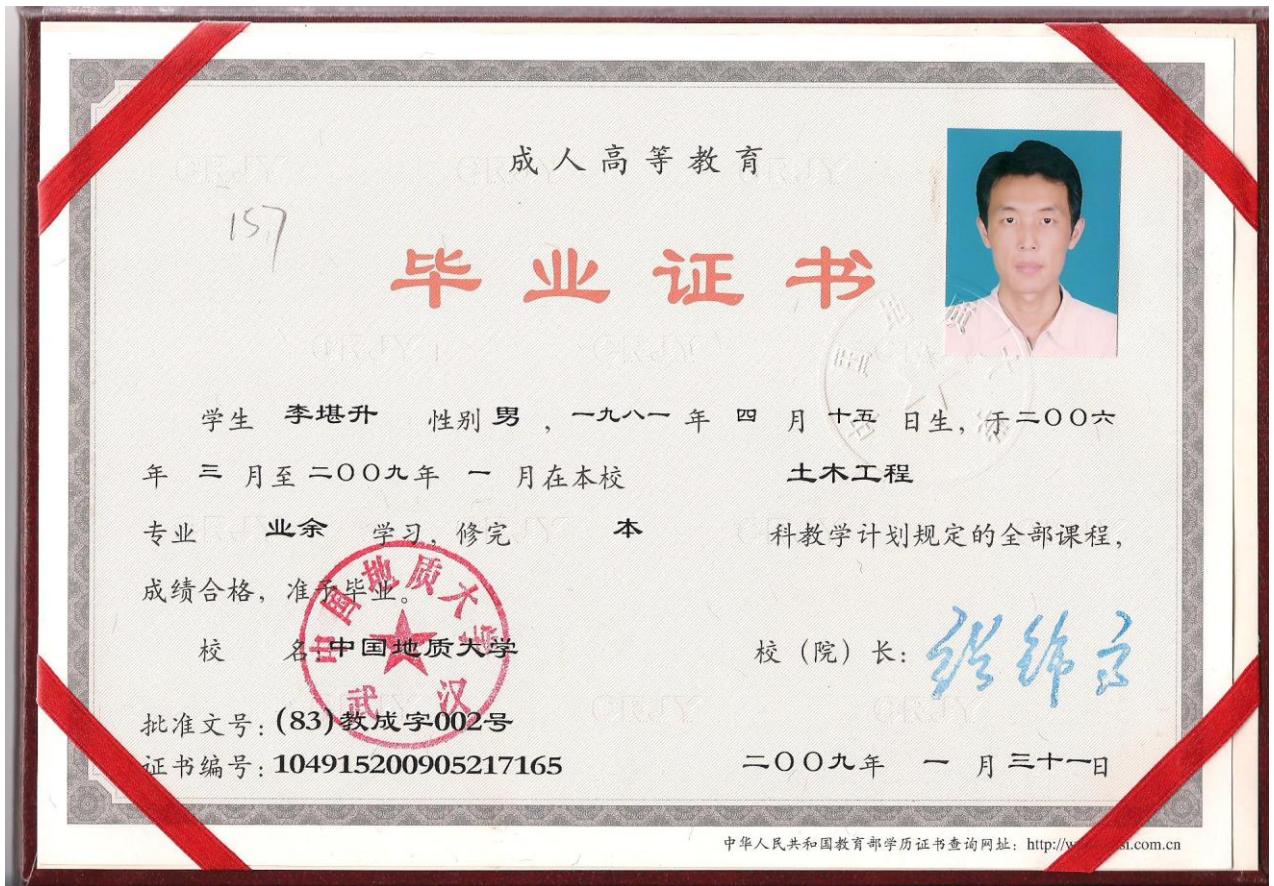 成人高等教育
157
毕业证书
学生 李堪升 性别 男 ，一九八一 年 四 月 十五 日生，于二〇〇六
年 三 月至 二〇〇九年 一 月在本校 土木工程
专业 业余 学习，修完 本 科教学计划规定的全部课程，
成绩合格，准予毕业。
校 名：中国地质大学
中国地质大学
武汉
校（院）长：
批准文号：(83)教成字002号
证书编号：104915200905217165
二〇〇九年 一 月 三十一日
中华人民共和国教育部学历证书查询网址：http://w si.com.cn